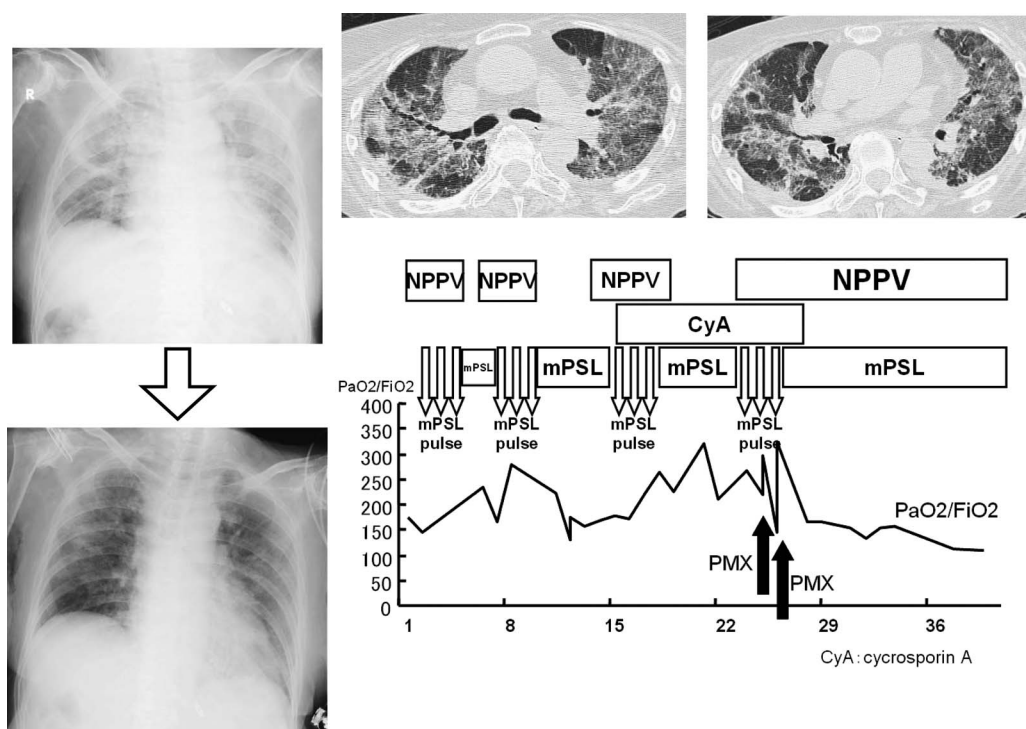 R
NPPV NPPV NPPV NPPV
CyA
mPSL mPSL mPSL mPSL
PaO2/FiO2
mPSL pulse
mPSL pulse
mPSL pulse
mPSL pulse
400
350
300
250
200
150
100
50
0
PaO2/FiO2
PMX
PMX
1 8 15 22 29 36
CyA：cycrosporin A